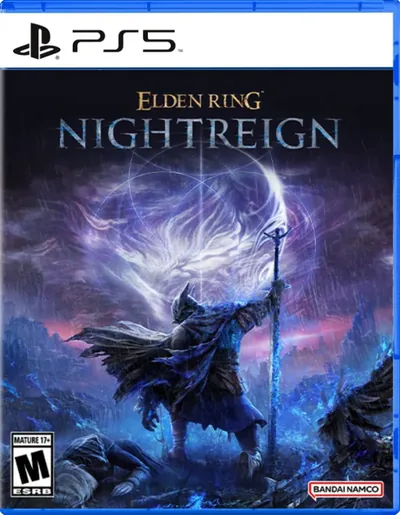 PS5
ELDEN RING
NIGHTREIGN
MATURE 17+
M
ESRB
BANDAI NAMCO